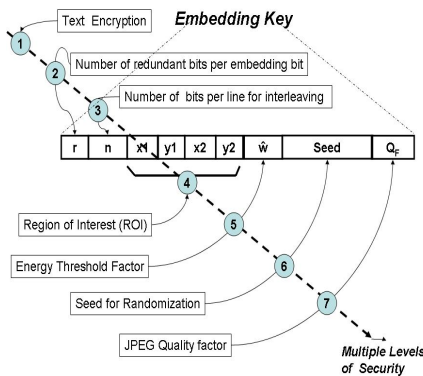 Embedding Key
1
Text Encryption
2
Number of redundant bits per embedding bit
3
Number of bits per line for interleaving
r n x1 y1 x2 y2 ŵ Seed Q_F
4
Region of Interest (ROI)
5
Energy Threshold Factor
6
Seed for Randomization
7
JPEG Quality factor
Multiple Levels
of Security